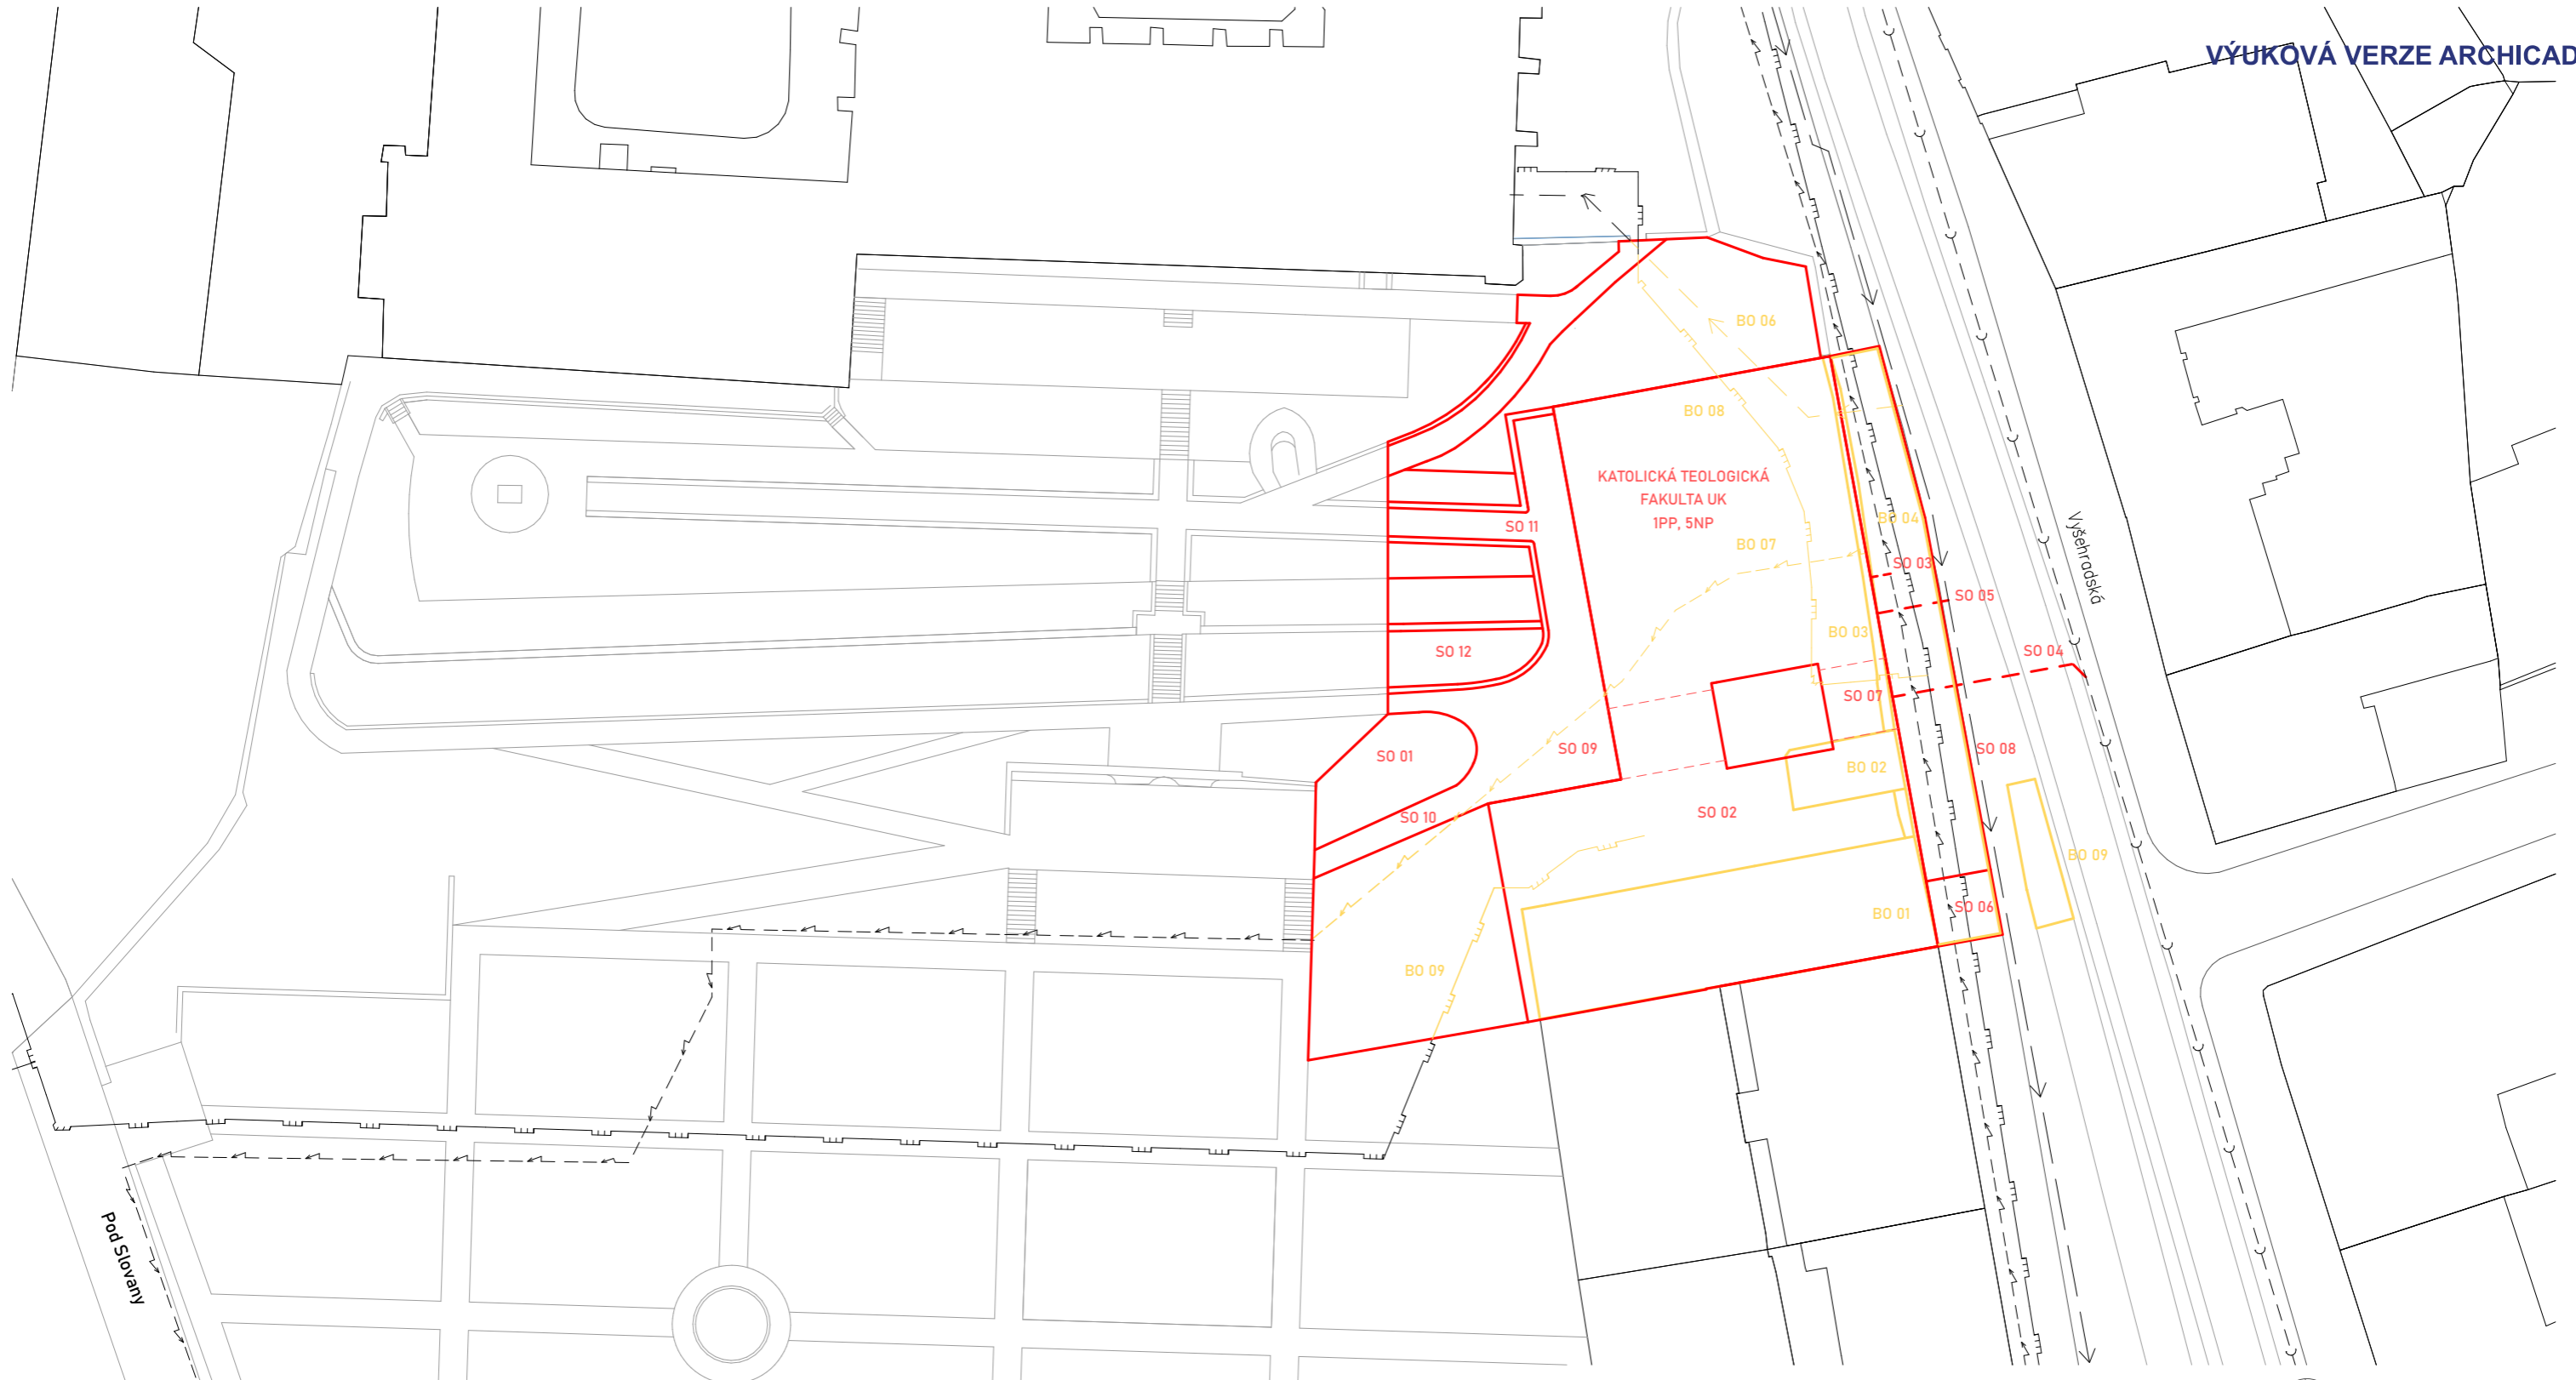 VÝUKOVÁ VERZE ARCHICAD
BO 06
BO 08
KATOLICKÁ TEOLOGICKÁ
FAKULTA UK
1PP, 5NP
SO 11
BO 04
BO 07
Vyšehradská
SO 03
SO 05
BO 03
SO 12
SO 04
SO 07
SO 01
SO 09
SO 08
BO 02
SO 10
SO 02
BO 09
BO 01
SO 06
BO 09
Pod Slovany